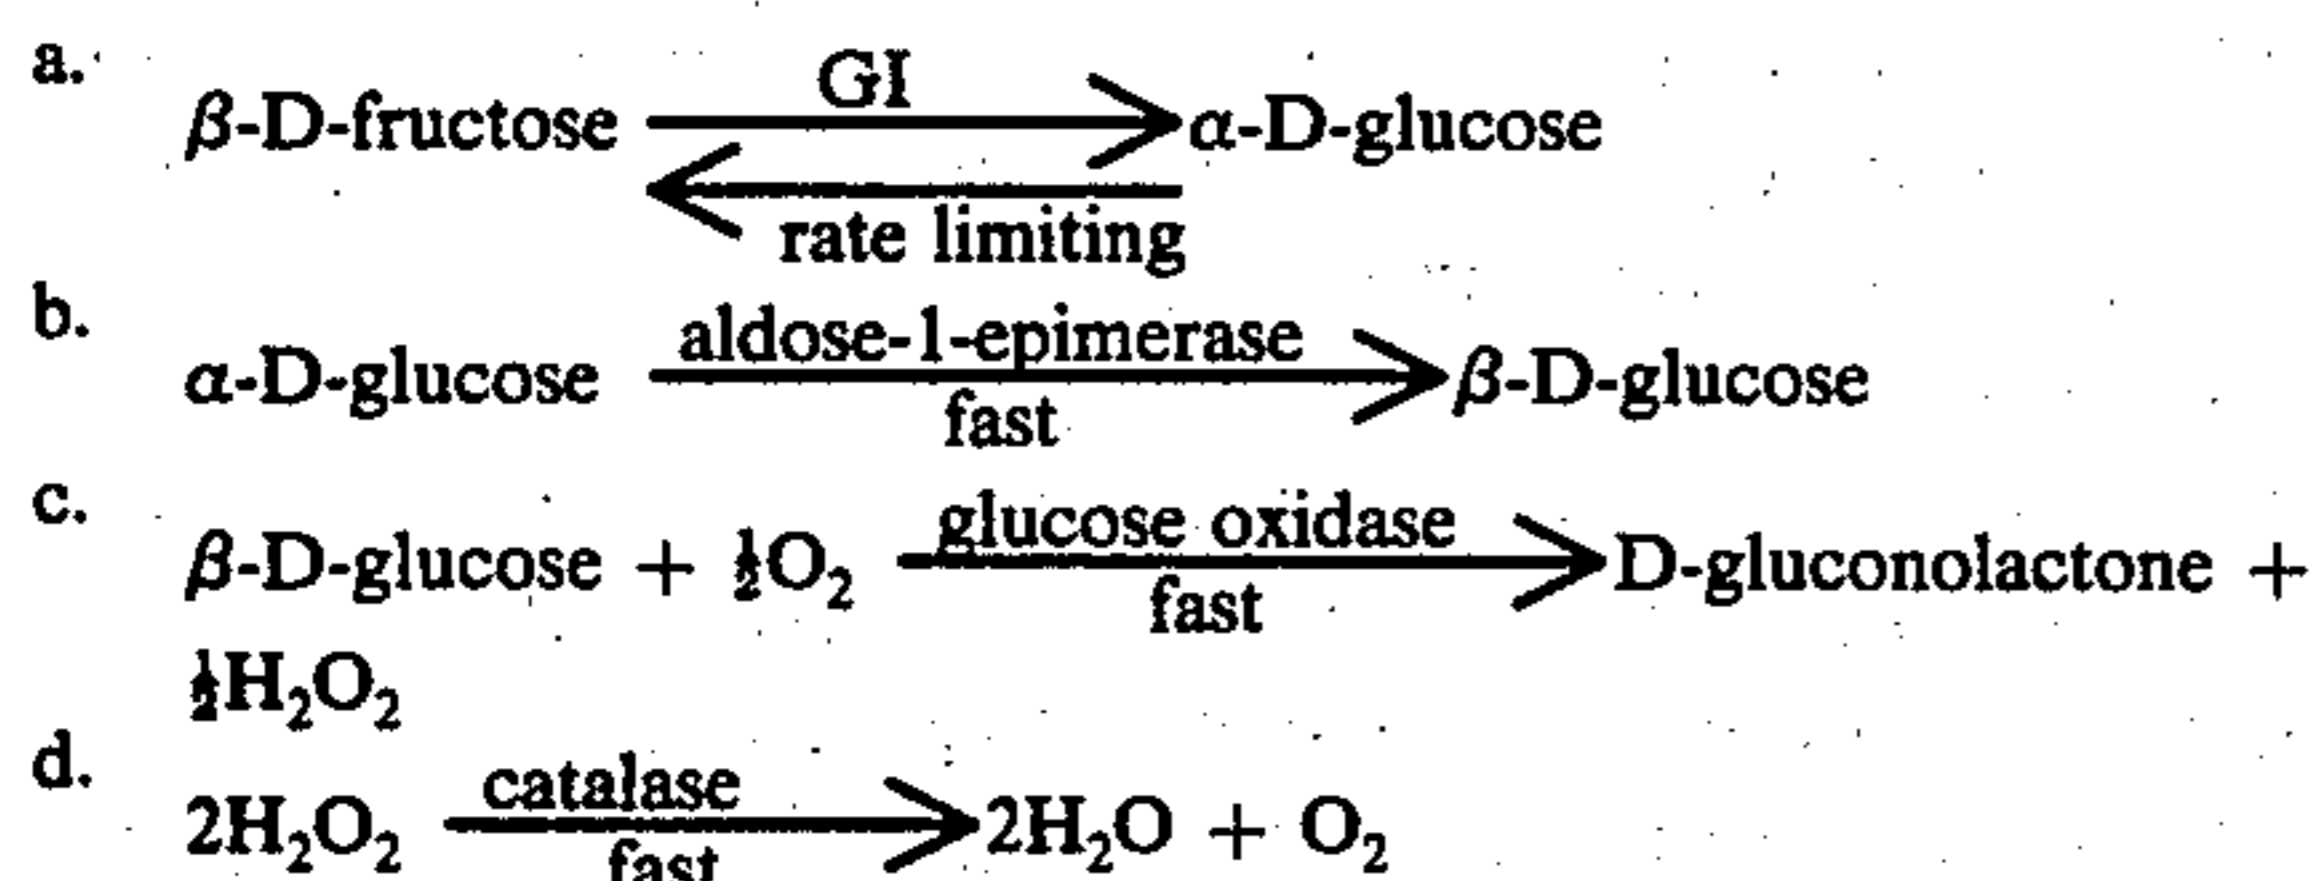 a.
GI
β-D-fructose ⟶ α-D-glucose
⟵
rate limiting
b.
aldose-1-epimerase
α-D-glucose ⟶ β-D-glucose
fast
c.
glucose oxidase
β-D-glucose + ½O₂ ⟶ D-gluconolactone +
fast
½H₂O₂
d.
catalase
2H₂O₂ ⟶ 2H₂O + O₂
fast